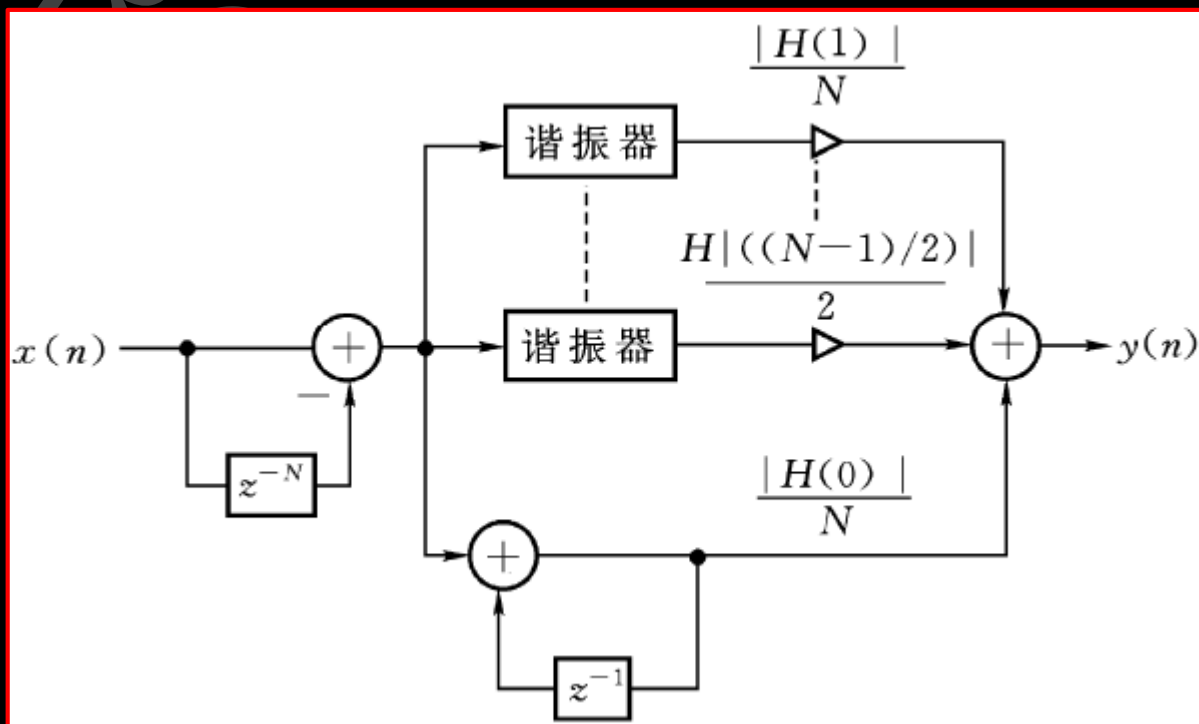 |H(1)|
N
谐振器
H|((N-1)/2)|
2
谐振器
x(n)
+
+
y(n)
−
z^{-N}
|H(0)|
N
+
z^{-1}